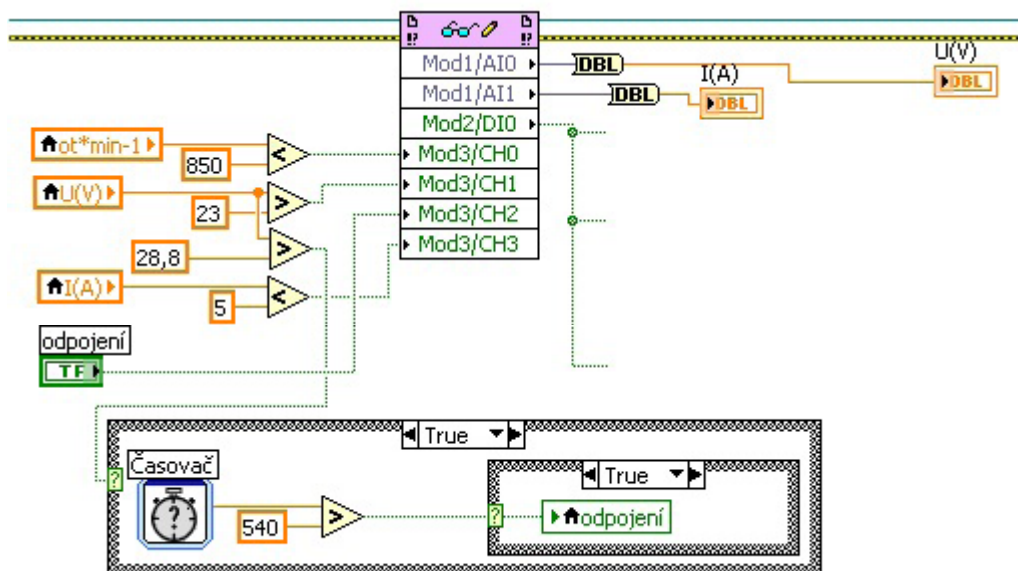 Mod1/AI0
DBL
U(V)
DBL
Mod1/AI1
DBL
I(A)
DBL
Mod2/DI0
ot*min-1
850
<
Mod3/CH0
U(V)
23
>
Mod3/CH1
Mod3/CH2
28,8
>
Mod3/CH3
I(A)
5
<
odpojení
TF
True
Časovač
?
?
540
>
True
?
odpojení